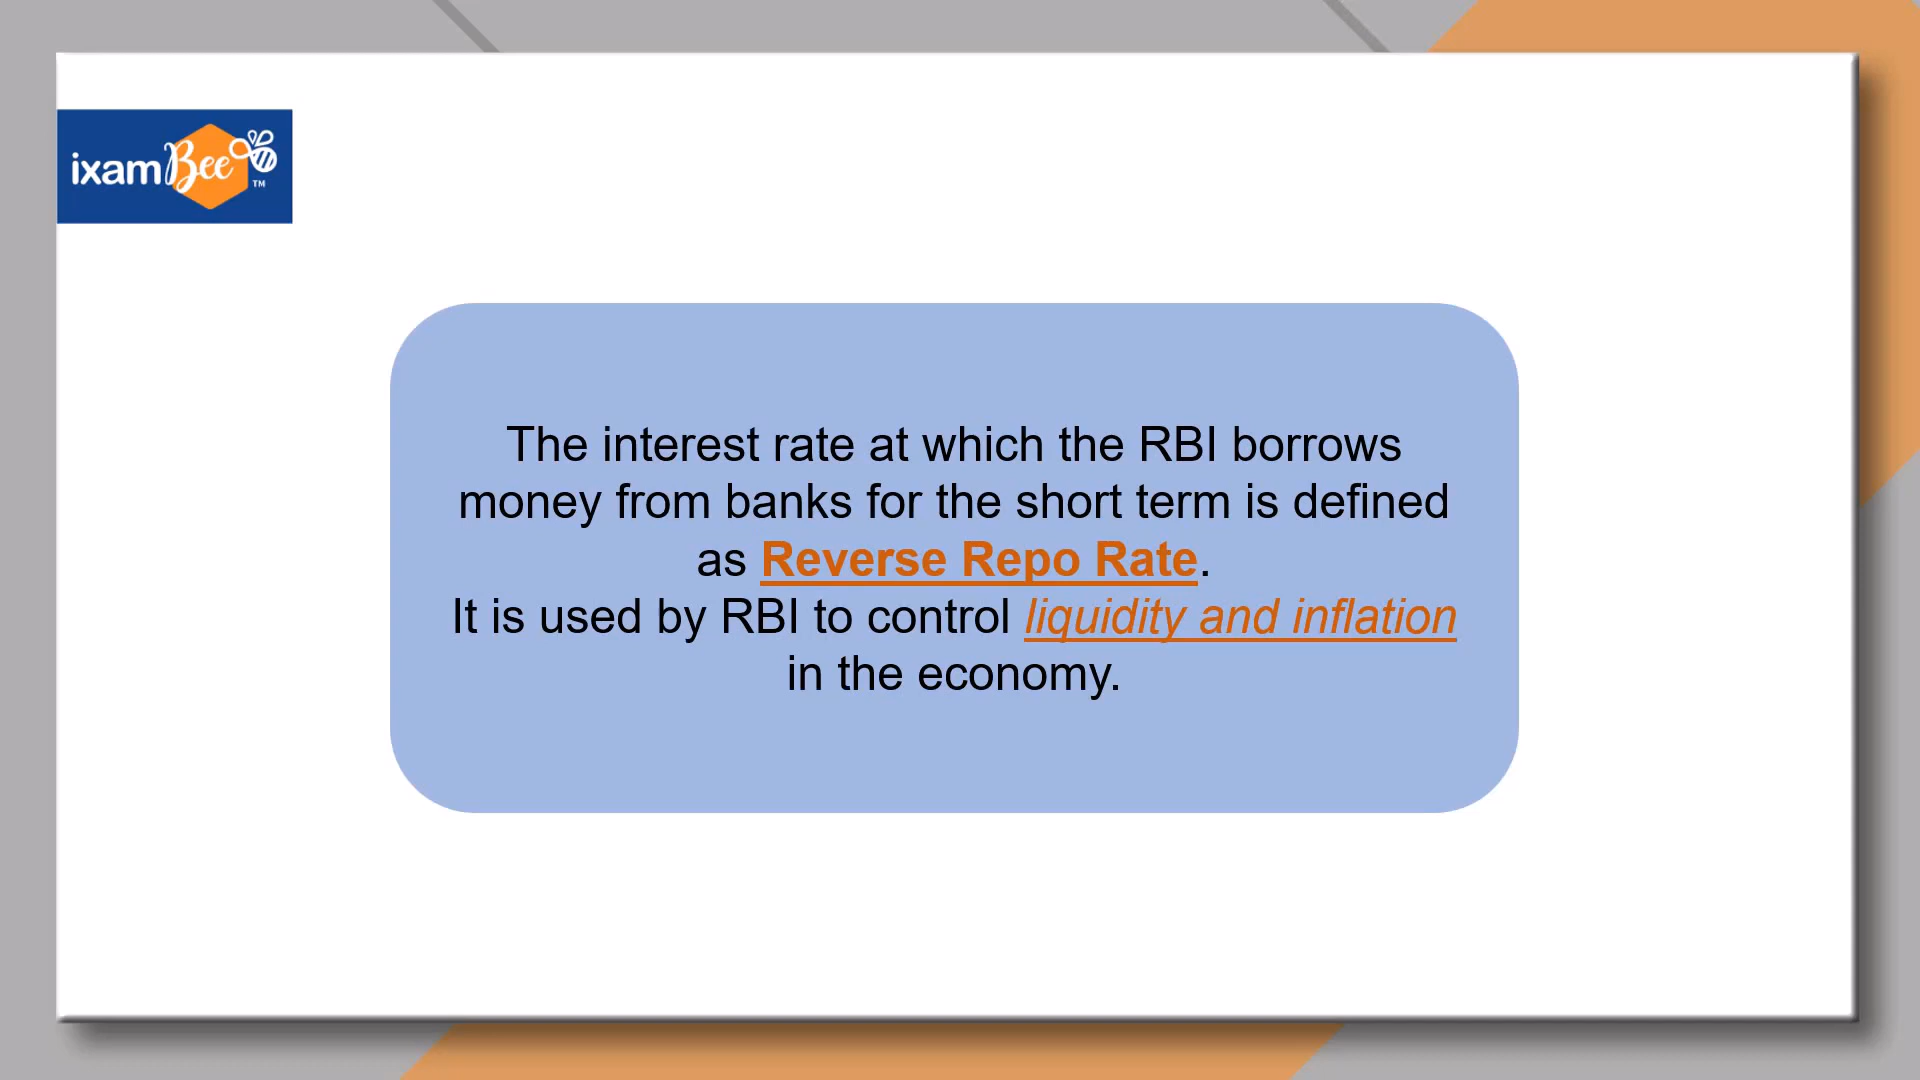 ixamBee TM
The interest rate at which the RBI borrows
money from banks for the short term is defined
as Reverse Repo Rate.
It is used by RBI to control liquidity and inflation
in the economy.